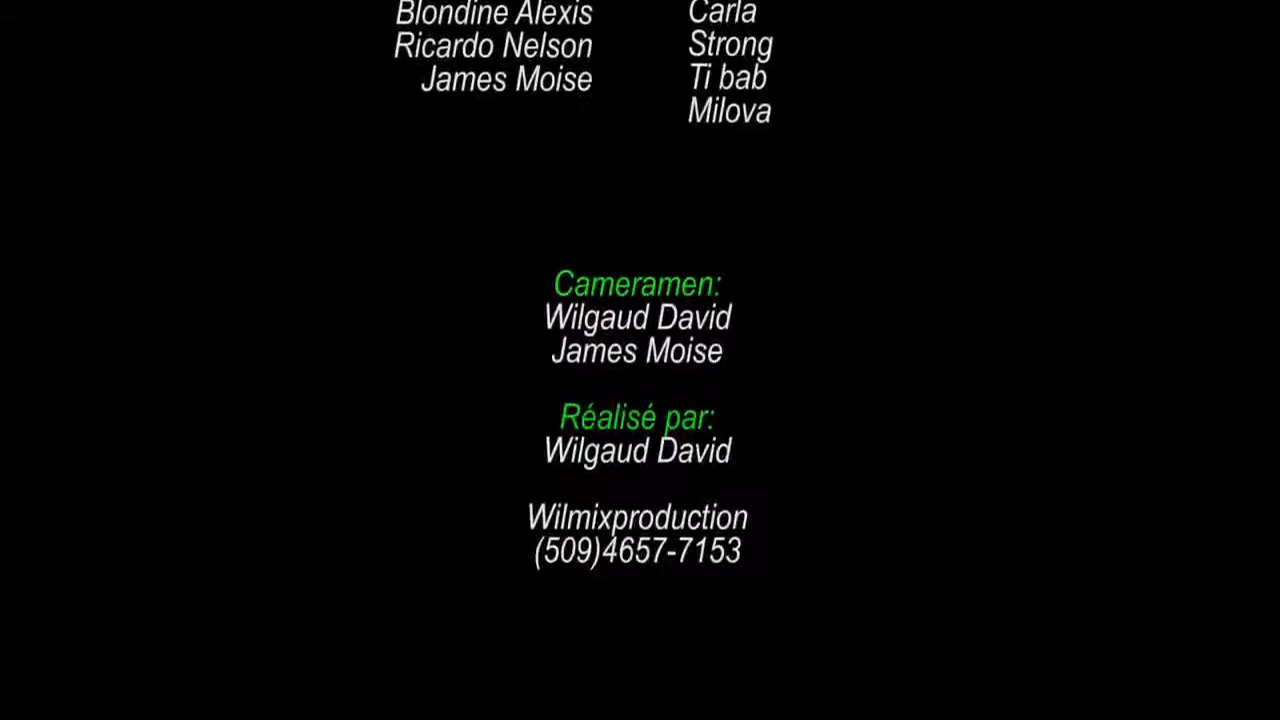 Blondine Alexis Carla
Ricardo Nelson Strong
James Moise Ti bab
Milova
Cameramen:
Wilgaud David
James Moise
Réalisé par:
Wilgaud David
Wilmixproduction
(509)4657-7153